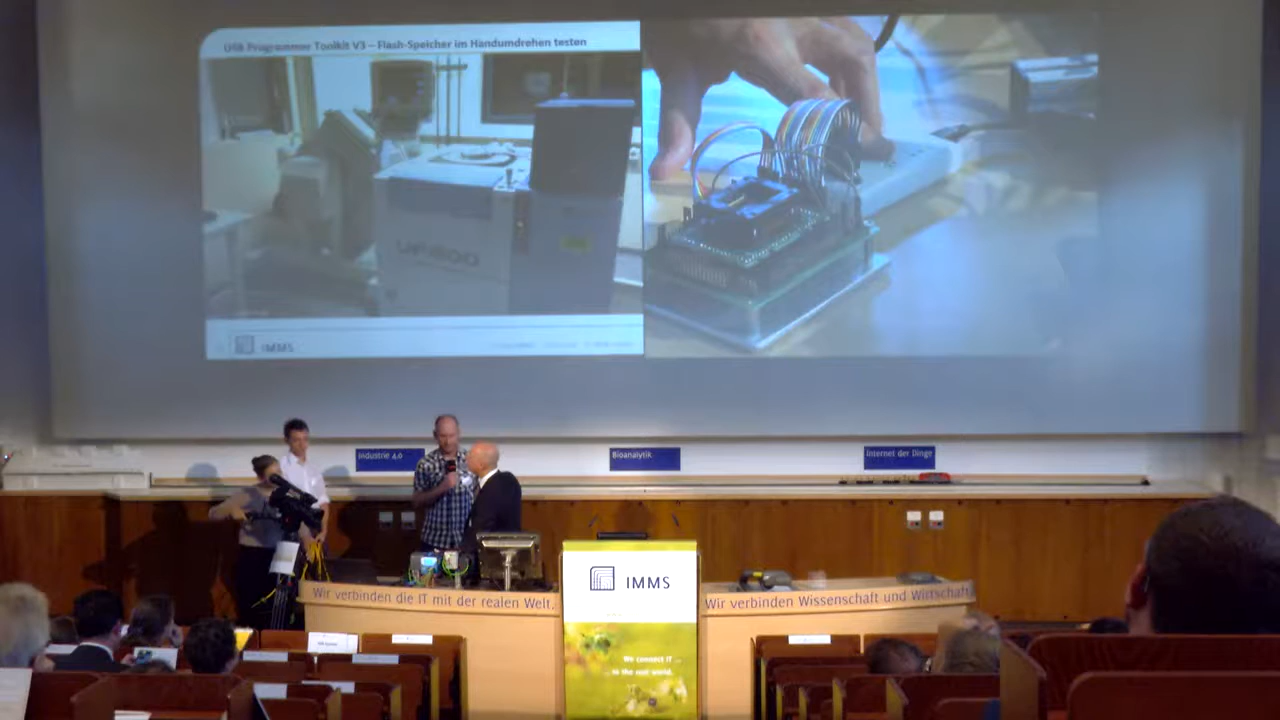 USB Programmer Toolkit V3 – Flash-Speicher im Handumdrehen testen
IMMS
Industrie 4.0
Bioanalytik
Internet der Dinge
IMMS
Wir verbinden die IT mit der realen Welt.
Wir verbinden Wissenschaft und Wirtschaft.
We connect IT ...
... to the real world.